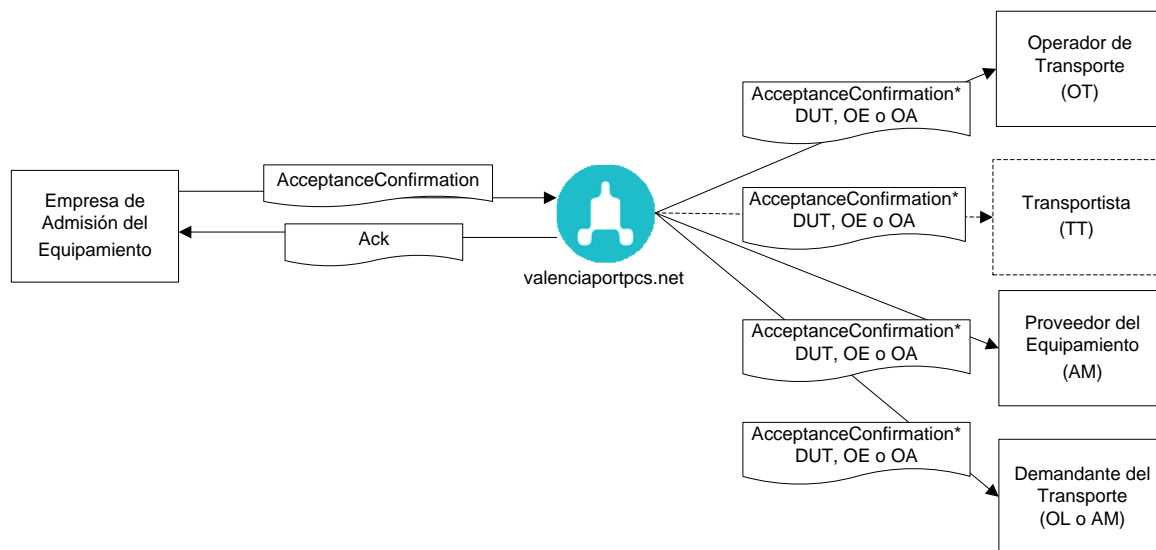 Empresa de
Admisión del
Equipamiento
AcceptanceConfirmation
Ack
valenciaportpcs.net
AcceptanceConfirmation*
DUT, OE o OA
Operador de
Transporte
(OT)
AcceptanceConfirmation*
DUT, OE o OA
Transportista
(TT)
AcceptanceConfirmation*
DUT, OE o OA
Proveedor del
Equipamiento
(AM)
AcceptanceConfirmation*
DUT, OE o OA
Demandante del
Transporte
(OL o AM)